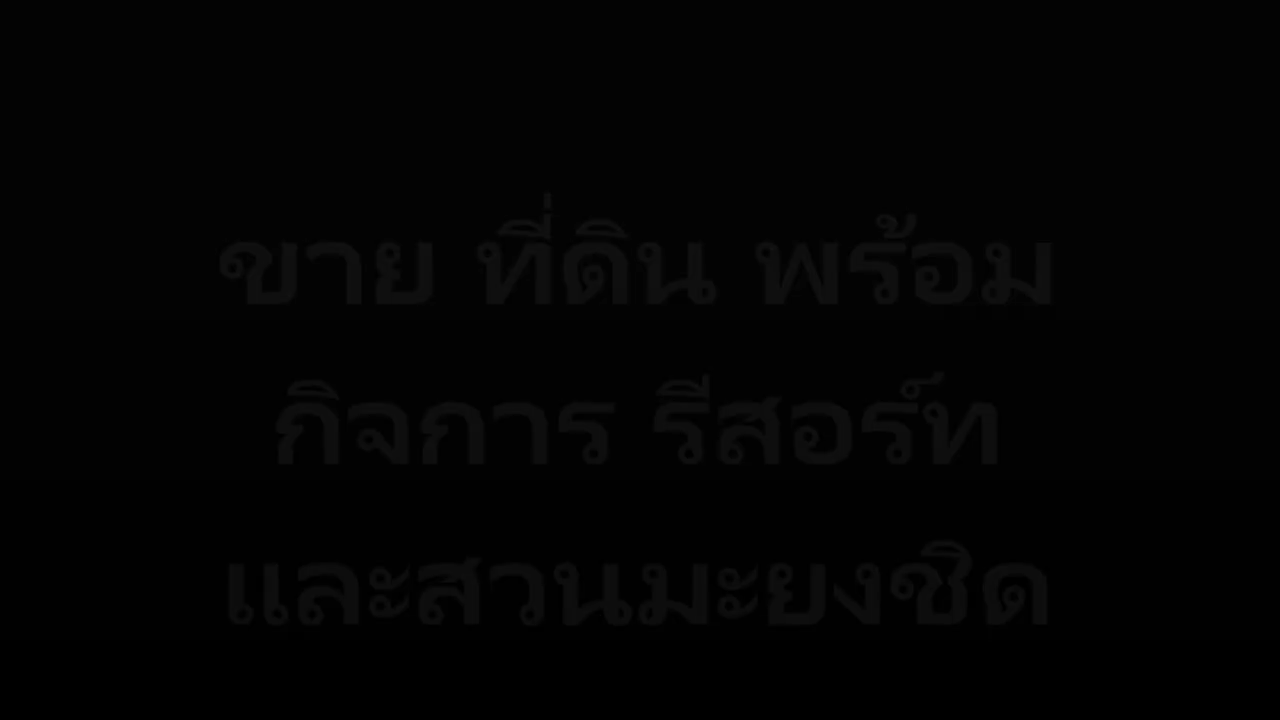 ขาย ที่ดิน พร้อม
กิจการ รีสอร์ท
และสวนมะยงชิด